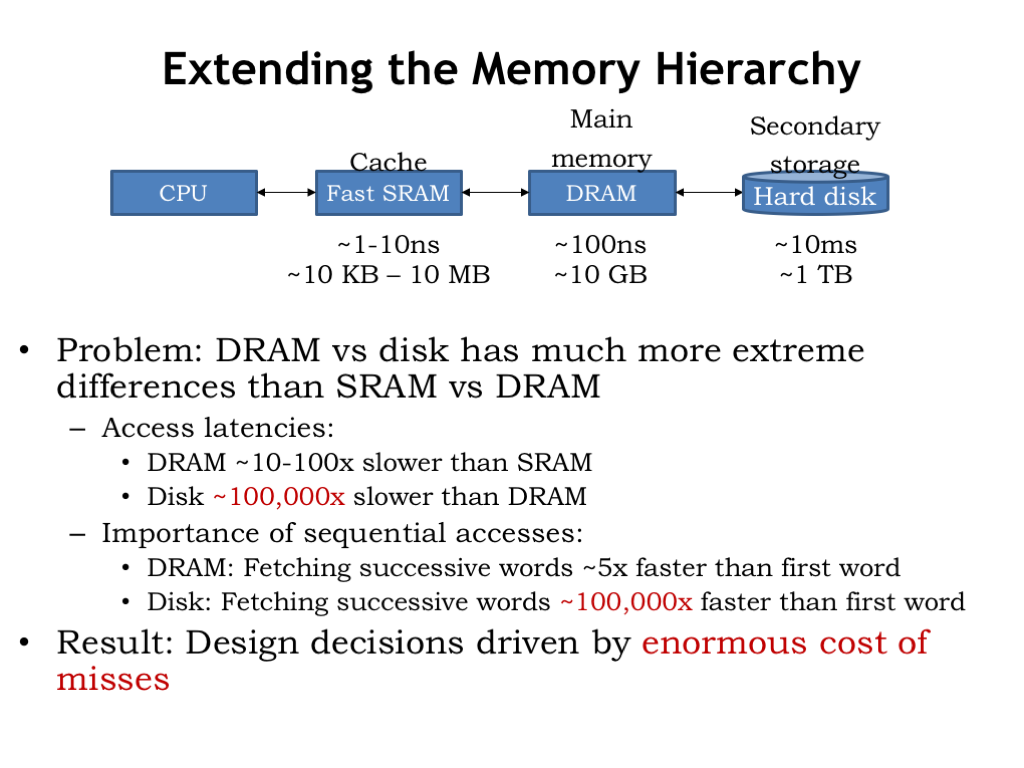 Extending the Memory Hierarchy
Main
memory
Secondary
storage
Cache
CPU
Fast SRAM
DRAM
Hard disk
~1-10ns
~10 KB – 10 MB
~100ns
~10 GB
~10ms
~1 TB
• Problem: DRAM vs disk has much more extreme
differences than SRAM vs DRAM
– Access latencies:
• DRAM ~10-100x slower than SRAM
• Disk ~100,000x slower than DRAM
– Importance of sequential accesses:
• DRAM: Fetching successive words ~5x faster than first word
• Disk: Fetching successive words ~100,000x faster than first word
• Result: Design decisions driven by enormous cost of
misses